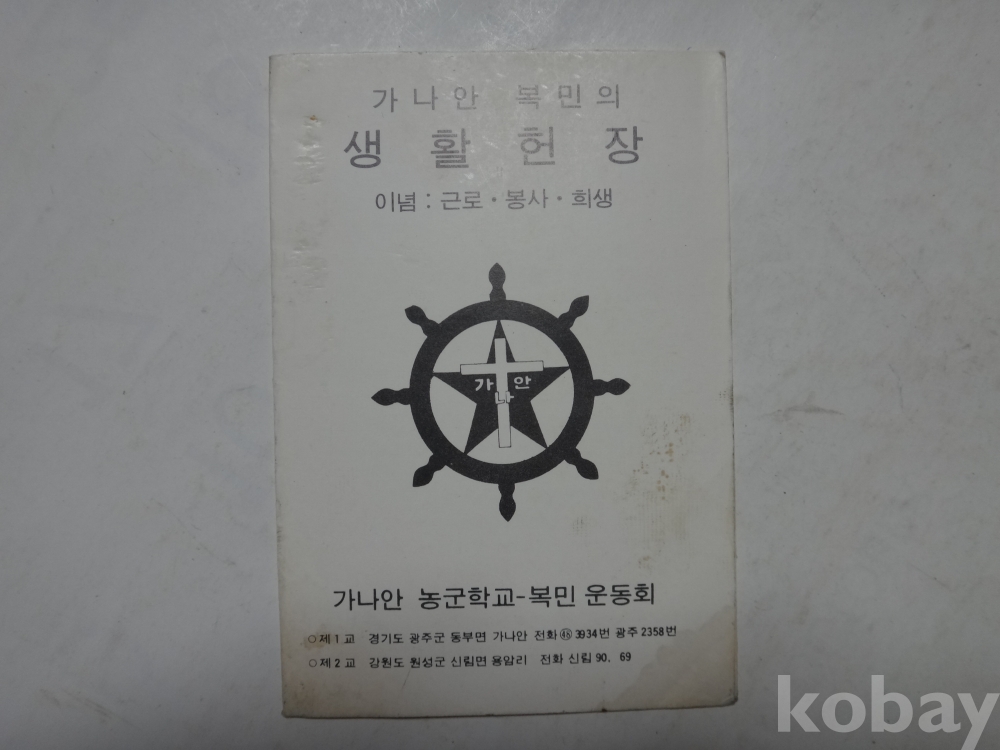 가나안 복민의
생활헌장
이념 : 근로・봉사・희생
가 안
나
가나안 농군학교-복민 운동회
○제1교 경기도 광주군 동부면 가나안 전화 ㊻ 3934번 광주 2358번
○제2교 강원도 원성군 신림면 용암리 전화 신림 90. 69
kobay